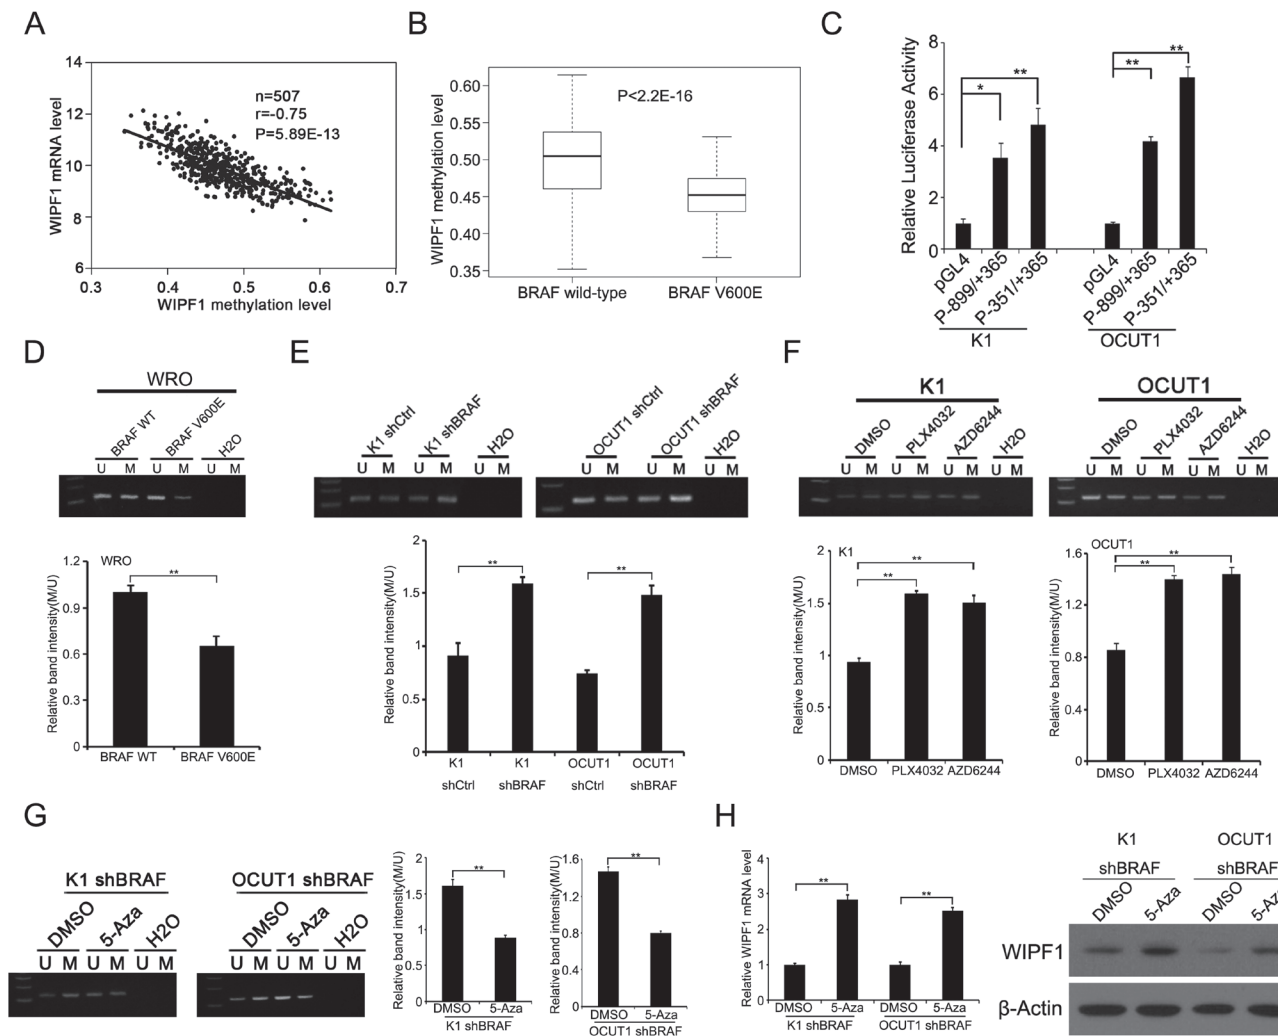 A
14
12
10
8
6
0.3
0.4
0.5
0.6
0.7
WIPF1 mRNA level
WIPF1 methylation level
n=507
r=-0.75
P=5.89E-13
B
0.60
0.55
0.50
0.45
0.40
0.35
WIPF1 methylation level
P<2.2E-16
BRAF wild-type
BRAF V600E
C
8
6
4
2
0
Relative Luciferase Activity
*
**
**
**
pGL4
P-899/+365
P-351/+365
pGL4
P-899/+365
P-351/+365
K1
OCUT1
D
WRO
BRAF WT
BRAF V600E
H2O
U M U M U M
1.2
0.9
0.6
0.3
0
Relative band intensity(M/U)
WRO
**
BRAF WT
BRAF V600E
E
K1 shCtrl
K1 shBRAF
H2O
U M U M U M
OCUT1 shCtrl
OCUT1 shBRAF
H2O
U M U M U M
2
1.5
1
0.5
0
Relative band intensity(M/U)
**
**
K1 shCtrl
K1 shBRAF
OCUT1 shCtrl
OCUT1 shBRAF
F
K1
DMSO
PLX4032
AZD6244
H2O
U M U M U M U M
OCUT1
DMSO
PLX4032
AZD6244
H2O
U M U M U M U M
2
1.5
1
0.5
0
Relative band intensity(M/U)
K1
**
**
DMSO
PLX4032
AZD6244
1.6
1.2
0.8
0.4
0
Relative band intensity(M/U)
OCUT1
**
**
DMSO
PLX4032
AZD6244
G
K1 shBRAF
DMSO
5-Aza
H2O
U M U M U M
OCUT1 shBRAF
DMSO
5-Aza
H2O
U M U M U M
2
1.5
1
0.5
0
Relative band intensity(M/U)
**
DMSO
5-Aza
K1 shBRAF
1.6
1.2
0.8
0.4
0
Relative band intensity(M/U)
**
DMSO
5-Aza
OCUT1 shBRAF
H
4
3
2
1
0
Relative WIPF1 mRNA level
**
**
DMSO
5-Aza
DMSO
5-Aza
K1 shBRAF
OCUT1 shBRAF
K1
OCUT1
shBRAF
shBRAF
DMSO
5-Aza
DMSO
WIPF1
β-Actin